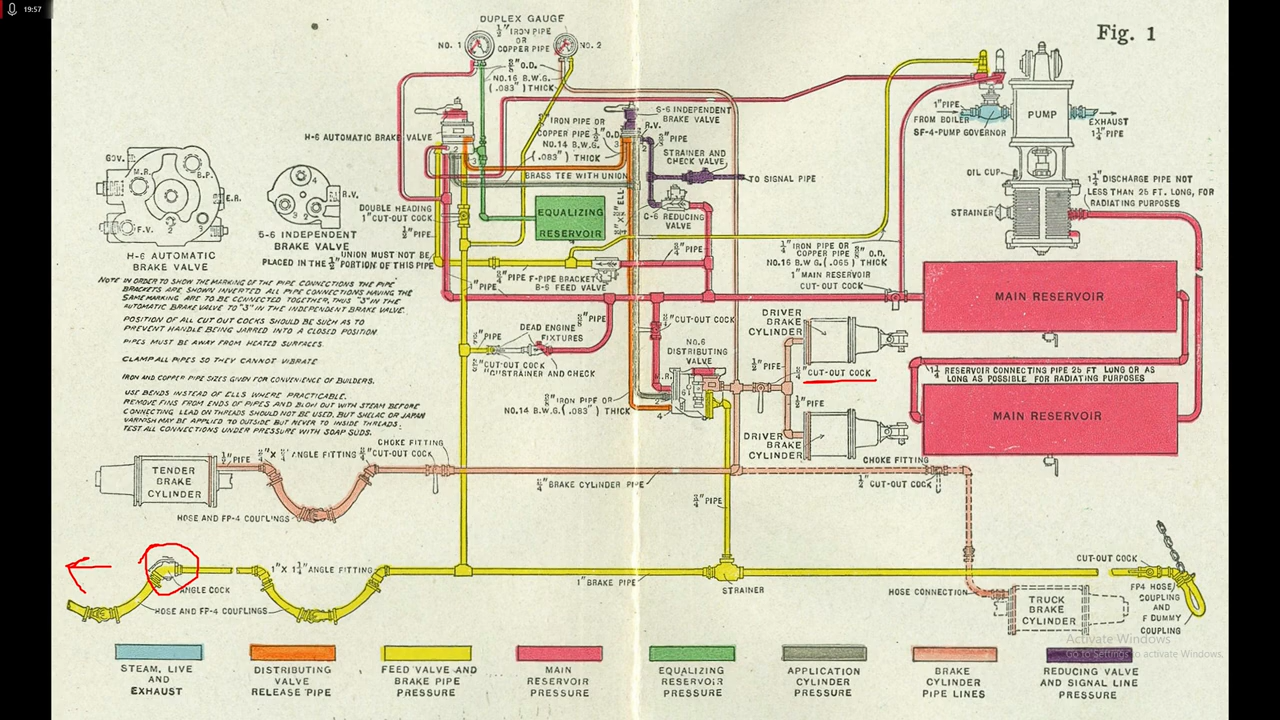 19:57
DUPLEX GAUGE
1/2" IRON PIPE
OR
COPPER PIPE
NO. 1
NO. 2
Fig. 1
3/8" O.D.
NO.16 B.W.G.
(.083") THICK
1" PIPE
FROM BOILER
SF-4-PUMP GOVERNOR
PUMP
EXHAUST
1 1/4" PIPE
S-6 INDEPENDENT
BRAKE VALVE
H-6 AUTOMATIC BRAKE VALVE
IRON PIPE OR
COPPER PIPE 1/2" O.D.
NO.14 B.W.G.
(.083") THICK
R.V.
PIPE
STRAINER AND
CHECK VALVE
TO SIGNAL PIPE
BRASS TEE WITH UNION
OIL CUP
STRAINER
1 1/2" DISCHARGE PIPE NOT
LESS THAN 25 FT. LONG, FOR
RADIATING PURPOSES
GOV.
M.R.
B.P.
E.R.
F.V.
H-6 AUTOMATIC
BRAKE VALVE
R.V.
4
3
2
S-6 INDEPENDENT
BRAKE VALVE
DOUBLE HEADING
1" CUT-OUT COCK
1/2" PIPE
EQUALIZING
RESERVOIR
C-6 REDUCING
VALVE
UNION MUST NOT BE
PLACED IN THE 1/2" PORTION OF THIS PIPE
3/4" PIPE
1/4" IRON PIPE OR 3/8" O.D.
COPPER PIPE
NO.16 B.W.G.(.065) THICK
1" MAIN RESERVOIR
CUT-OUT COCK
PIPE
F-PIPE BRACKET
B-6 FEED VALVE
1" PIPE
MAIN RESERVOIR
NOTE IN ORDER TO SHOW THE MARKING OF THE PIPE CONNECTIONS THE PIPE
BRACKETS ARE SHOWN INVERTED. ALL PIPE CONNECTIONS HAVING THE
SAME MARKING ARE TO BE CONNECTED TOGETHER, THUS "3" IN THE
AUTOMATIC BRAKE VALVE TO "3" IN THE INDEPENDENT BRAKE VALVE.
POSITION OF ALL CUT OUT COCKS SHOULD BE SUCH AS TO
PREVENT HANDLE BEING JARRED INTO A CLOSED POSITION
PIPES MUST BE AWAY FROM HEATED SURFACES.
CLAMP ALL PIPES SO THEY CANNOT VIBRATE
IRON AND COPPER PIPE SIZES GIVEN FOR CONVENIENCE OF BUILDERS.
USE BENDS INSTEAD OF ELLS WHERE PRACTICABLE.
REMOVE FINS FROM ENDS OF PIPES AND BLOW OUT WITH STEAM BEFORE
CONNECTING LEAD ON THREADS SHOULD NOT BE USED, BUT SHELAC OR JAPAN
VARNISH MAY BE APPLIED TO OUTSIDE BUT NEVER TO INSIDE THREADS.
TEST ALL CONNECTIONS UNDER PRESSURE WITH SOAP SUDS.
PIPE
DEAD ENGINE
FIXTURES
CUT-OUT COCK
STRAINER AND CHECK
CUT-OUT COCK
NO.6
DISTRIBUTING
VALVE
DRIVER
BRAKE
CYLINDER
PIPE
3/4" CUT-OUT COCK
1 1/4" RESERVOIR CONNECTING PIPE 25 FT LONG OR AS
LONG AS POSSIBLE FOR RADIATING PURPOSES
MAIN RESERVOIR
IRON PIPE OR
NO.14 B.W.G.(.083") THICK
PIPE
DRIVER
BRAKE
CYLINDER
CHOKE FITTING
CUT-OUT COCK
ANGLE FITTING
TENDER
BRAKE
CYLINDER
HOSE AND FP-4 COUPLINGS
3/4" BRAKE CYLINDER PIPE
3/4" PIPE
CHOKE FITTING
1/2" CUT-OUT COCK
1" X 1 1/4" ANGLE FITTING
ANGLE COCK
HOSE AND FP-4 COUPLINGS
1" BRAKE PIPE
STRAINER
HOSE CONNECTION
TRUCK
BRAKE
CYLINDER
CUT-OUT COCK
FP4 HOSE
COUPLING
AND
F DUMMY
COUPLING
Activate Windows
Go to Settings to activate Windows.
STEAM, LIVE
AND
EXHAUST
DISTRIBUTING
VALVE
RELEASE PIPE
FEED VALVE AND
BRAKE PIPE
PRESSURE
MAIN
RESERVOIR
PRESSURE
EQUALIZING
RESERVOIR
PRESSURE
APPLICATION
CYLINDER
PRESSURE
BRAKE
CYLINDER
PIPE LINES
REDUCING VALVE
AND SIGNAL LINE
PRESSURE